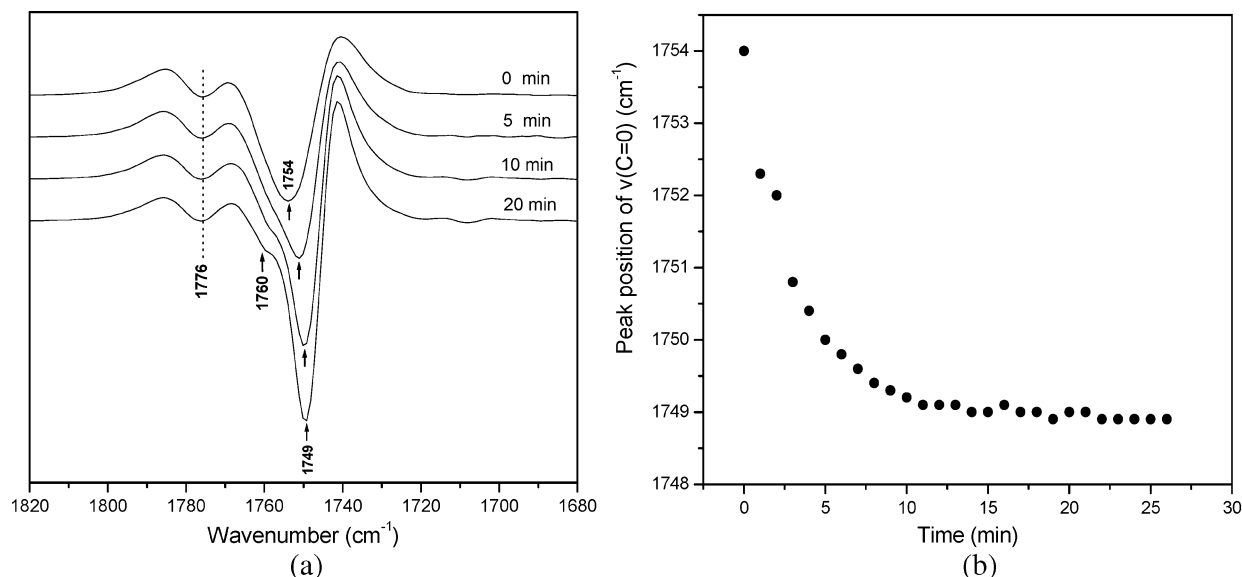 0 min
5 min
10 min
20 min
1754
1776
1760
1749
1820 1800 1780 1760 1740 1720 1700 1680
Wavenumber (cm⁻¹)
(a)
Peak position of ν(C=0) (cm⁻¹)
1754
1753
1752
1751
1750
1749
1748
0 5 10 15 20 25 30
Time (min)
(b)